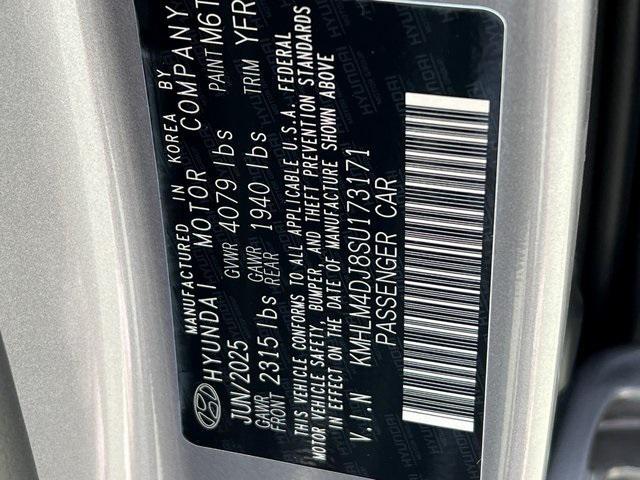 MANUFACTURED IN KOREA BY
HYUNDAI MOTOR COMPANY
JUN/2025 GVWR 4079 lbs PAINT M6T
GAWR FRONT 2315 lbs GAWR REAR 1940 lbs TRIM YFR
THIS VEHICLE CONFORMS TO ALL APPLICABLE U.S.A. FEDERAL
MOTOR VEHICLE SAFETY, BUMPER, AND THEFT PREVENTION STANDARDS
IN EFFECT ON THE DATE OF MANUFACTURE SHOWN ABOVE
V.I.N KMHLM4DJ8SU173171
PASSENGER CAR